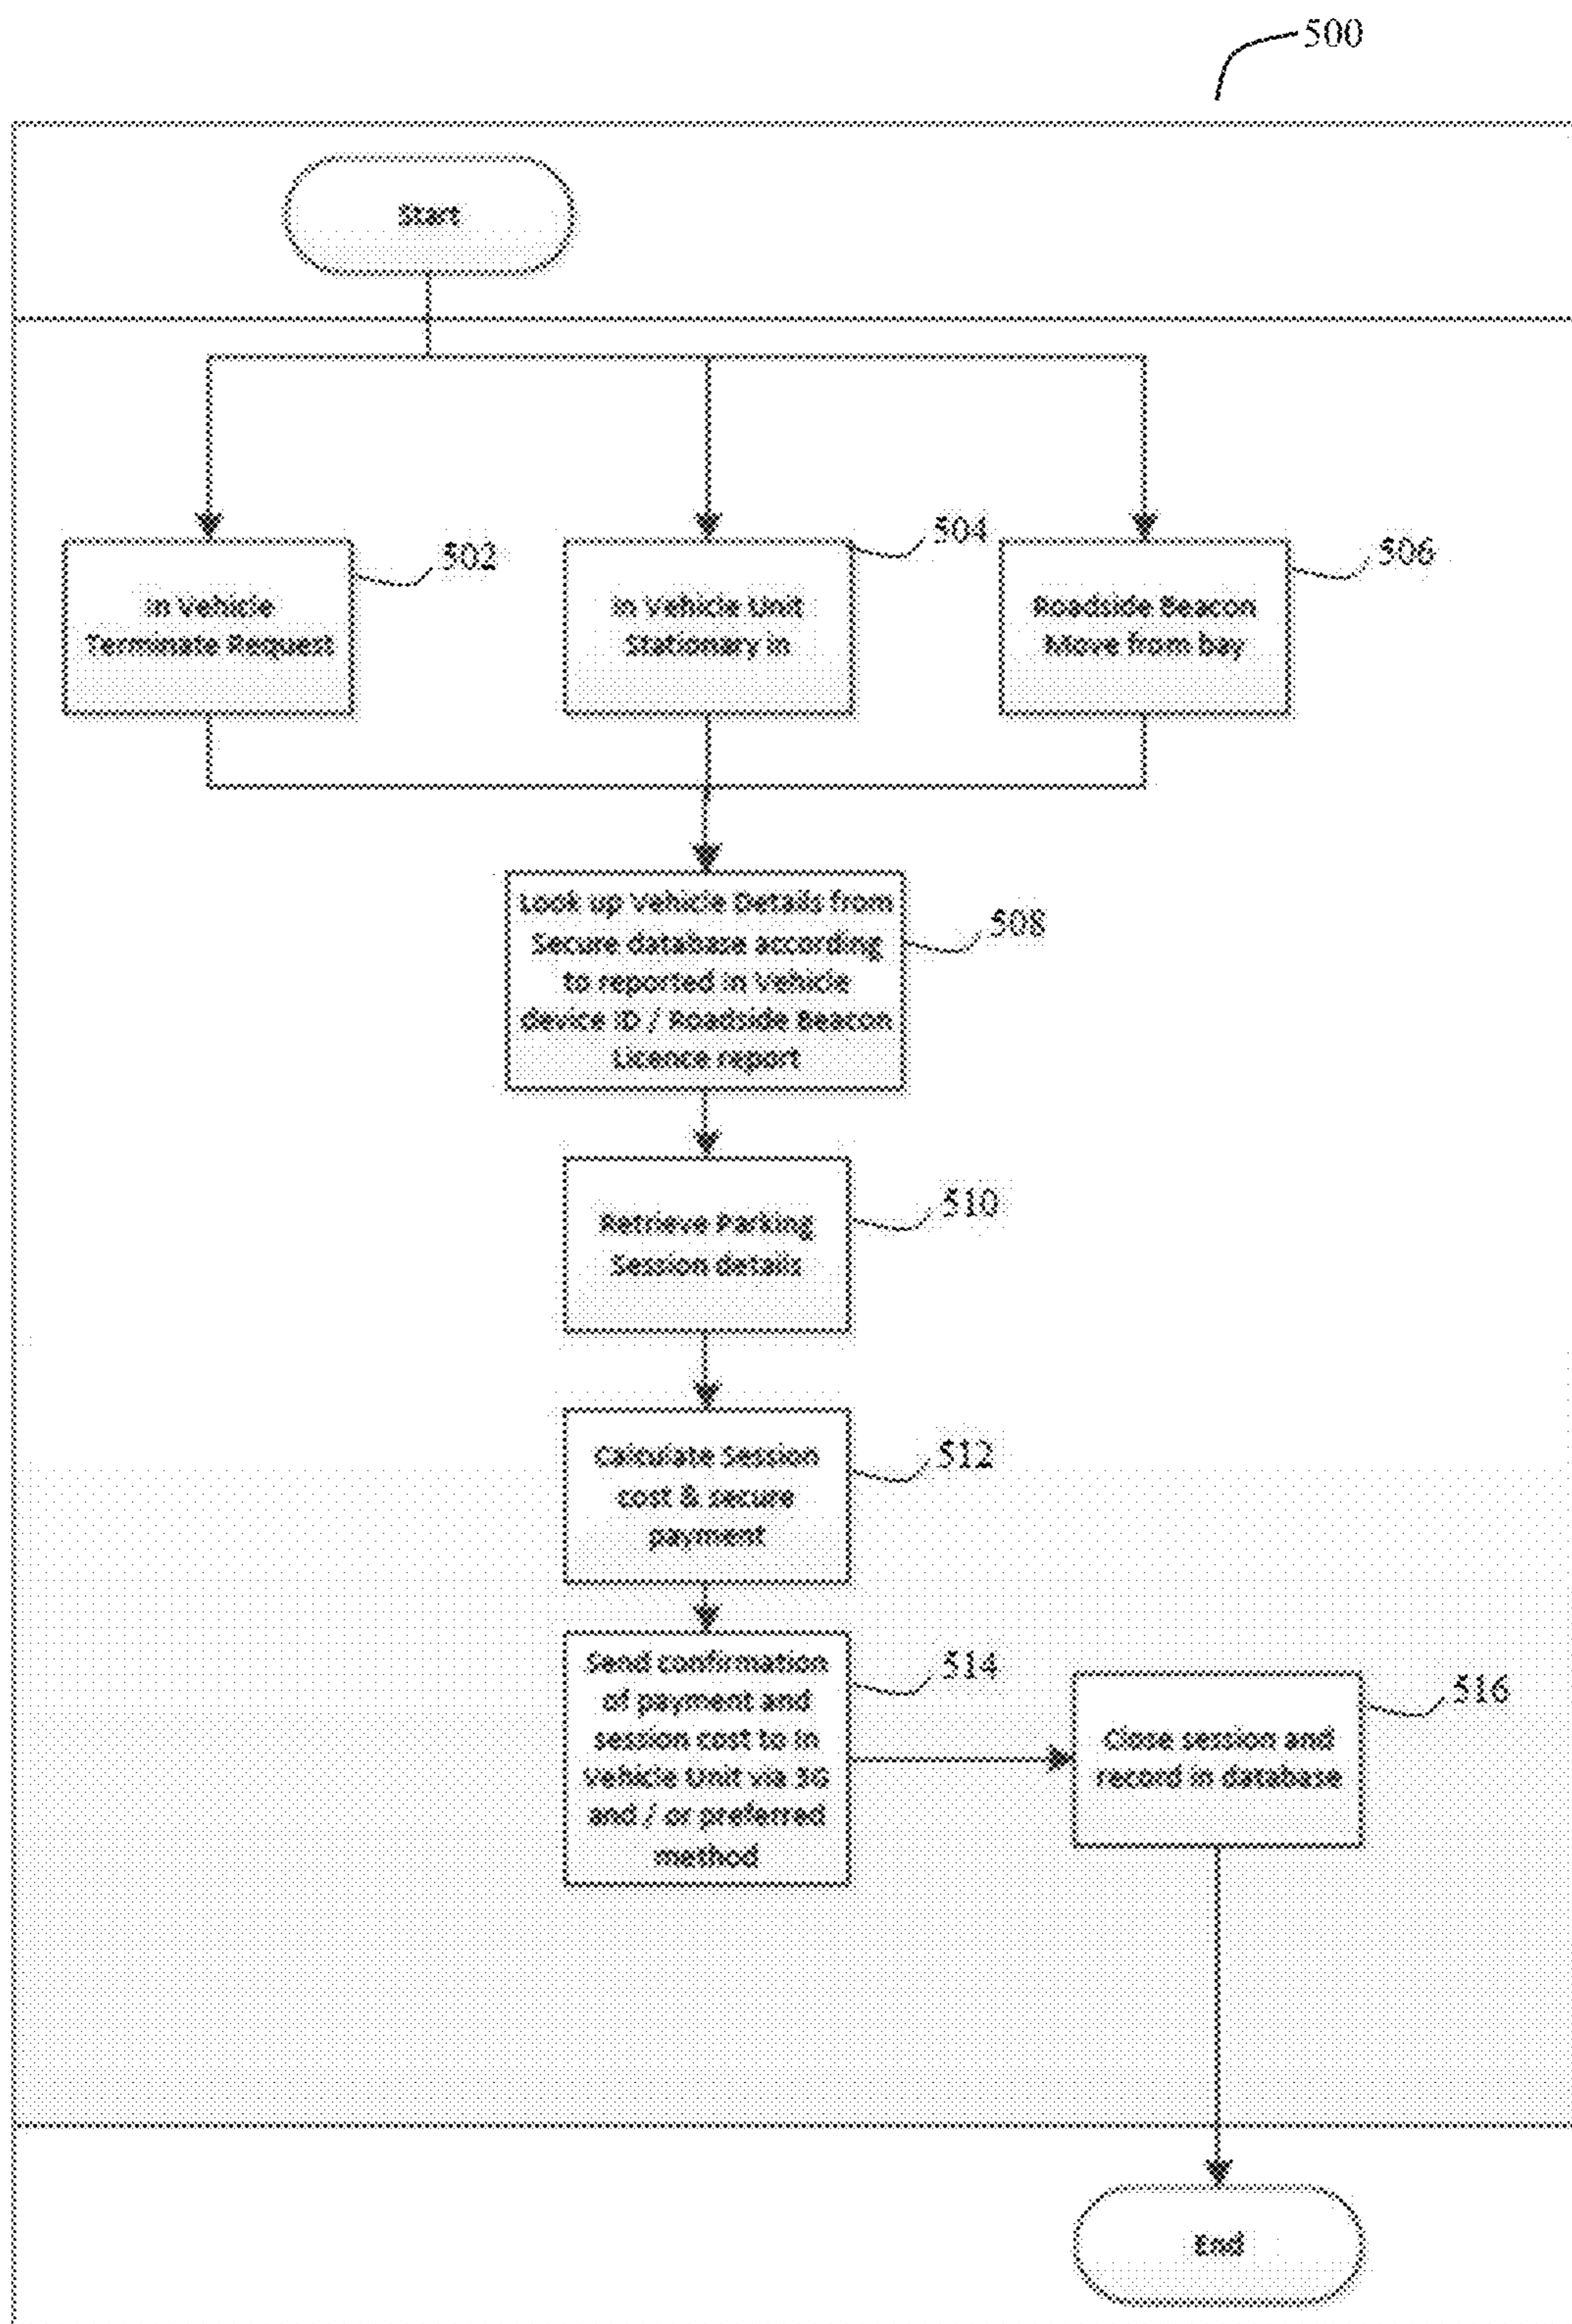 500
Start
502
In Vehicle
Terminate Request
504
In Vehicle Unit
Stationary in
506
Roadside Beacon
Move from bay
508
Look up Vehicle Details from
Secure database according
to reported in Vehicle
device ID / Roadside Beacon
Licence report
510
Retrieve Parking
Session details
512
Calculate Session
cost & secure
payment
514
Send confirmation
of payment and
session cost to in
vehicle Unit via 3G
and / or preferred
method
516
Close session and
record in database
End